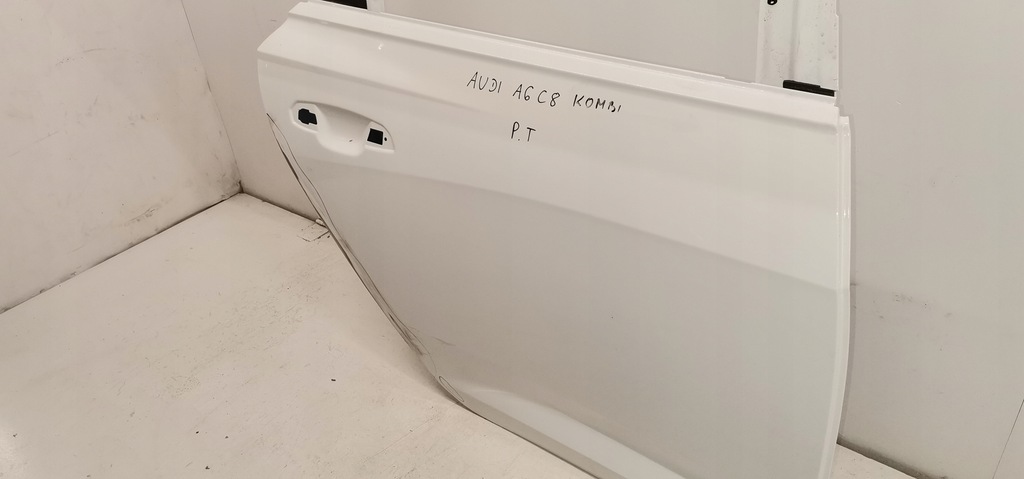 AUDI A6C8 KOMBI
P.T